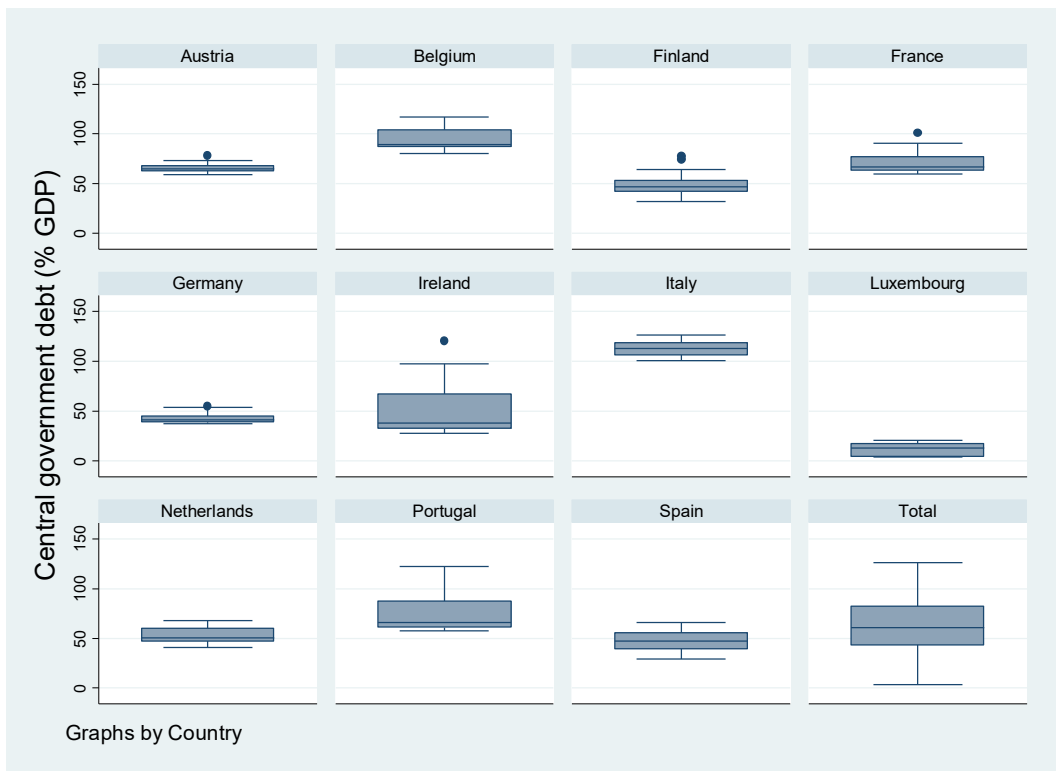 Central government debt (% GDP)
Austria
Belgium
Finland
France
150
100
50
0
Germany
Ireland
Italy
Luxembourg
150
100
50
0
Netherlands
Portugal
Spain
Total
150
100
50
0
Graphs by Country